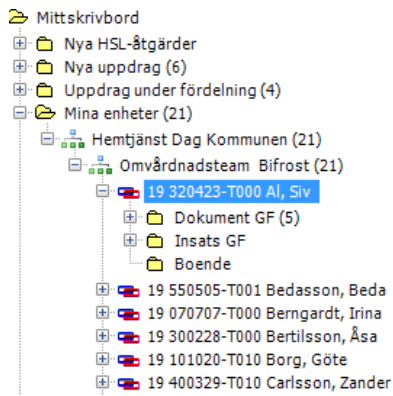 Mittskrivbord
Nya HSL-åtgärder
Nya uppdrag (6)
Uppdrag under fördelning (4)
Mina enheter (21)
Hemtjänst Dag Kommunen (21)
Omvårdnadsteam Bifrost (21)
19 320423-T000 Al, Siv
Dokument GF (5)
Insats GF
Boende
19 550505-T001 Bedasson, Beda
19 070707-T000 Berngardt, Irina
19 300228-T000 Bertilsson, Åsa
19 101020-T010 Borg, Göte
19 400329-T010 Carlsson, Zander